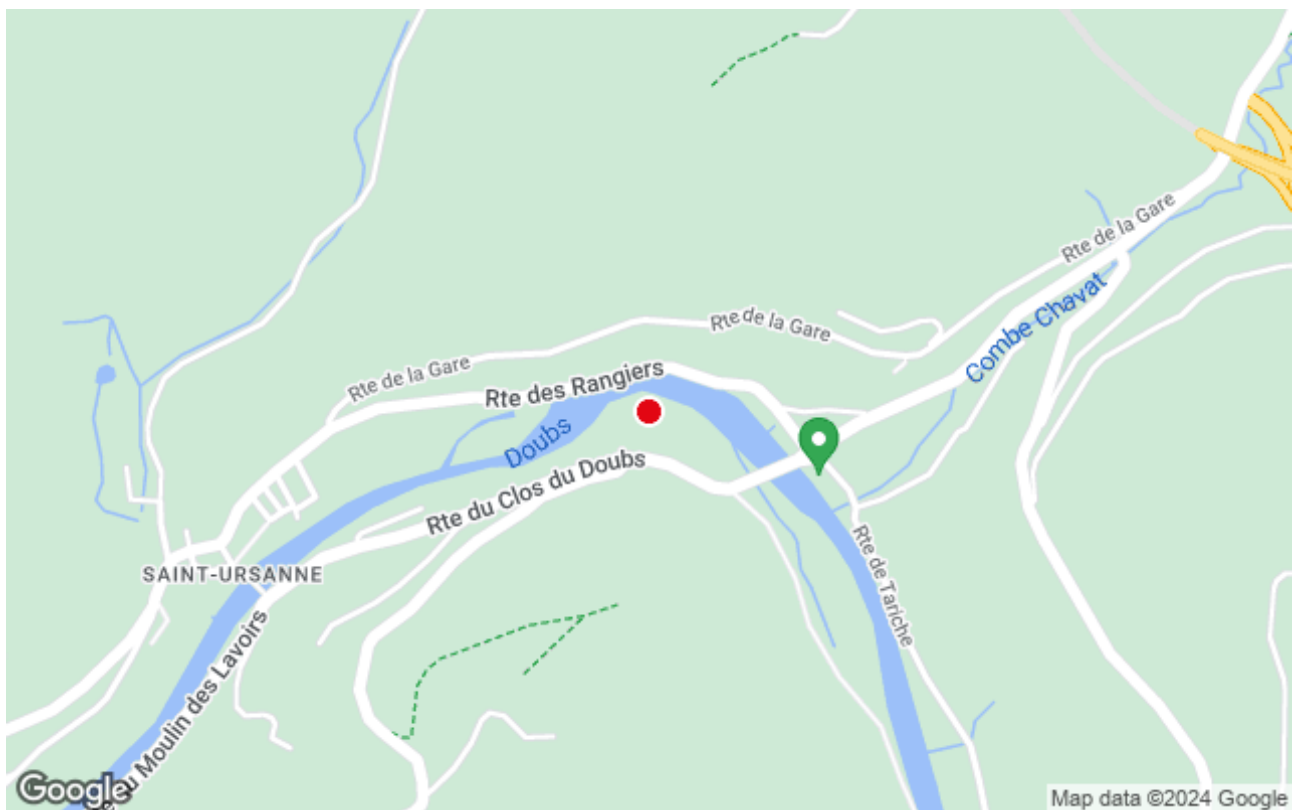 Rte de la Gare
Combe Chavat
Rte de la Gare
Rte de la Gare
Rte des Rangiers
Doubs
Rte du Clos du Doubs
Rte de Tariche
SAINT-URSANNE
du Moulin des Lavoirs
Google
Map data ©2024 Google